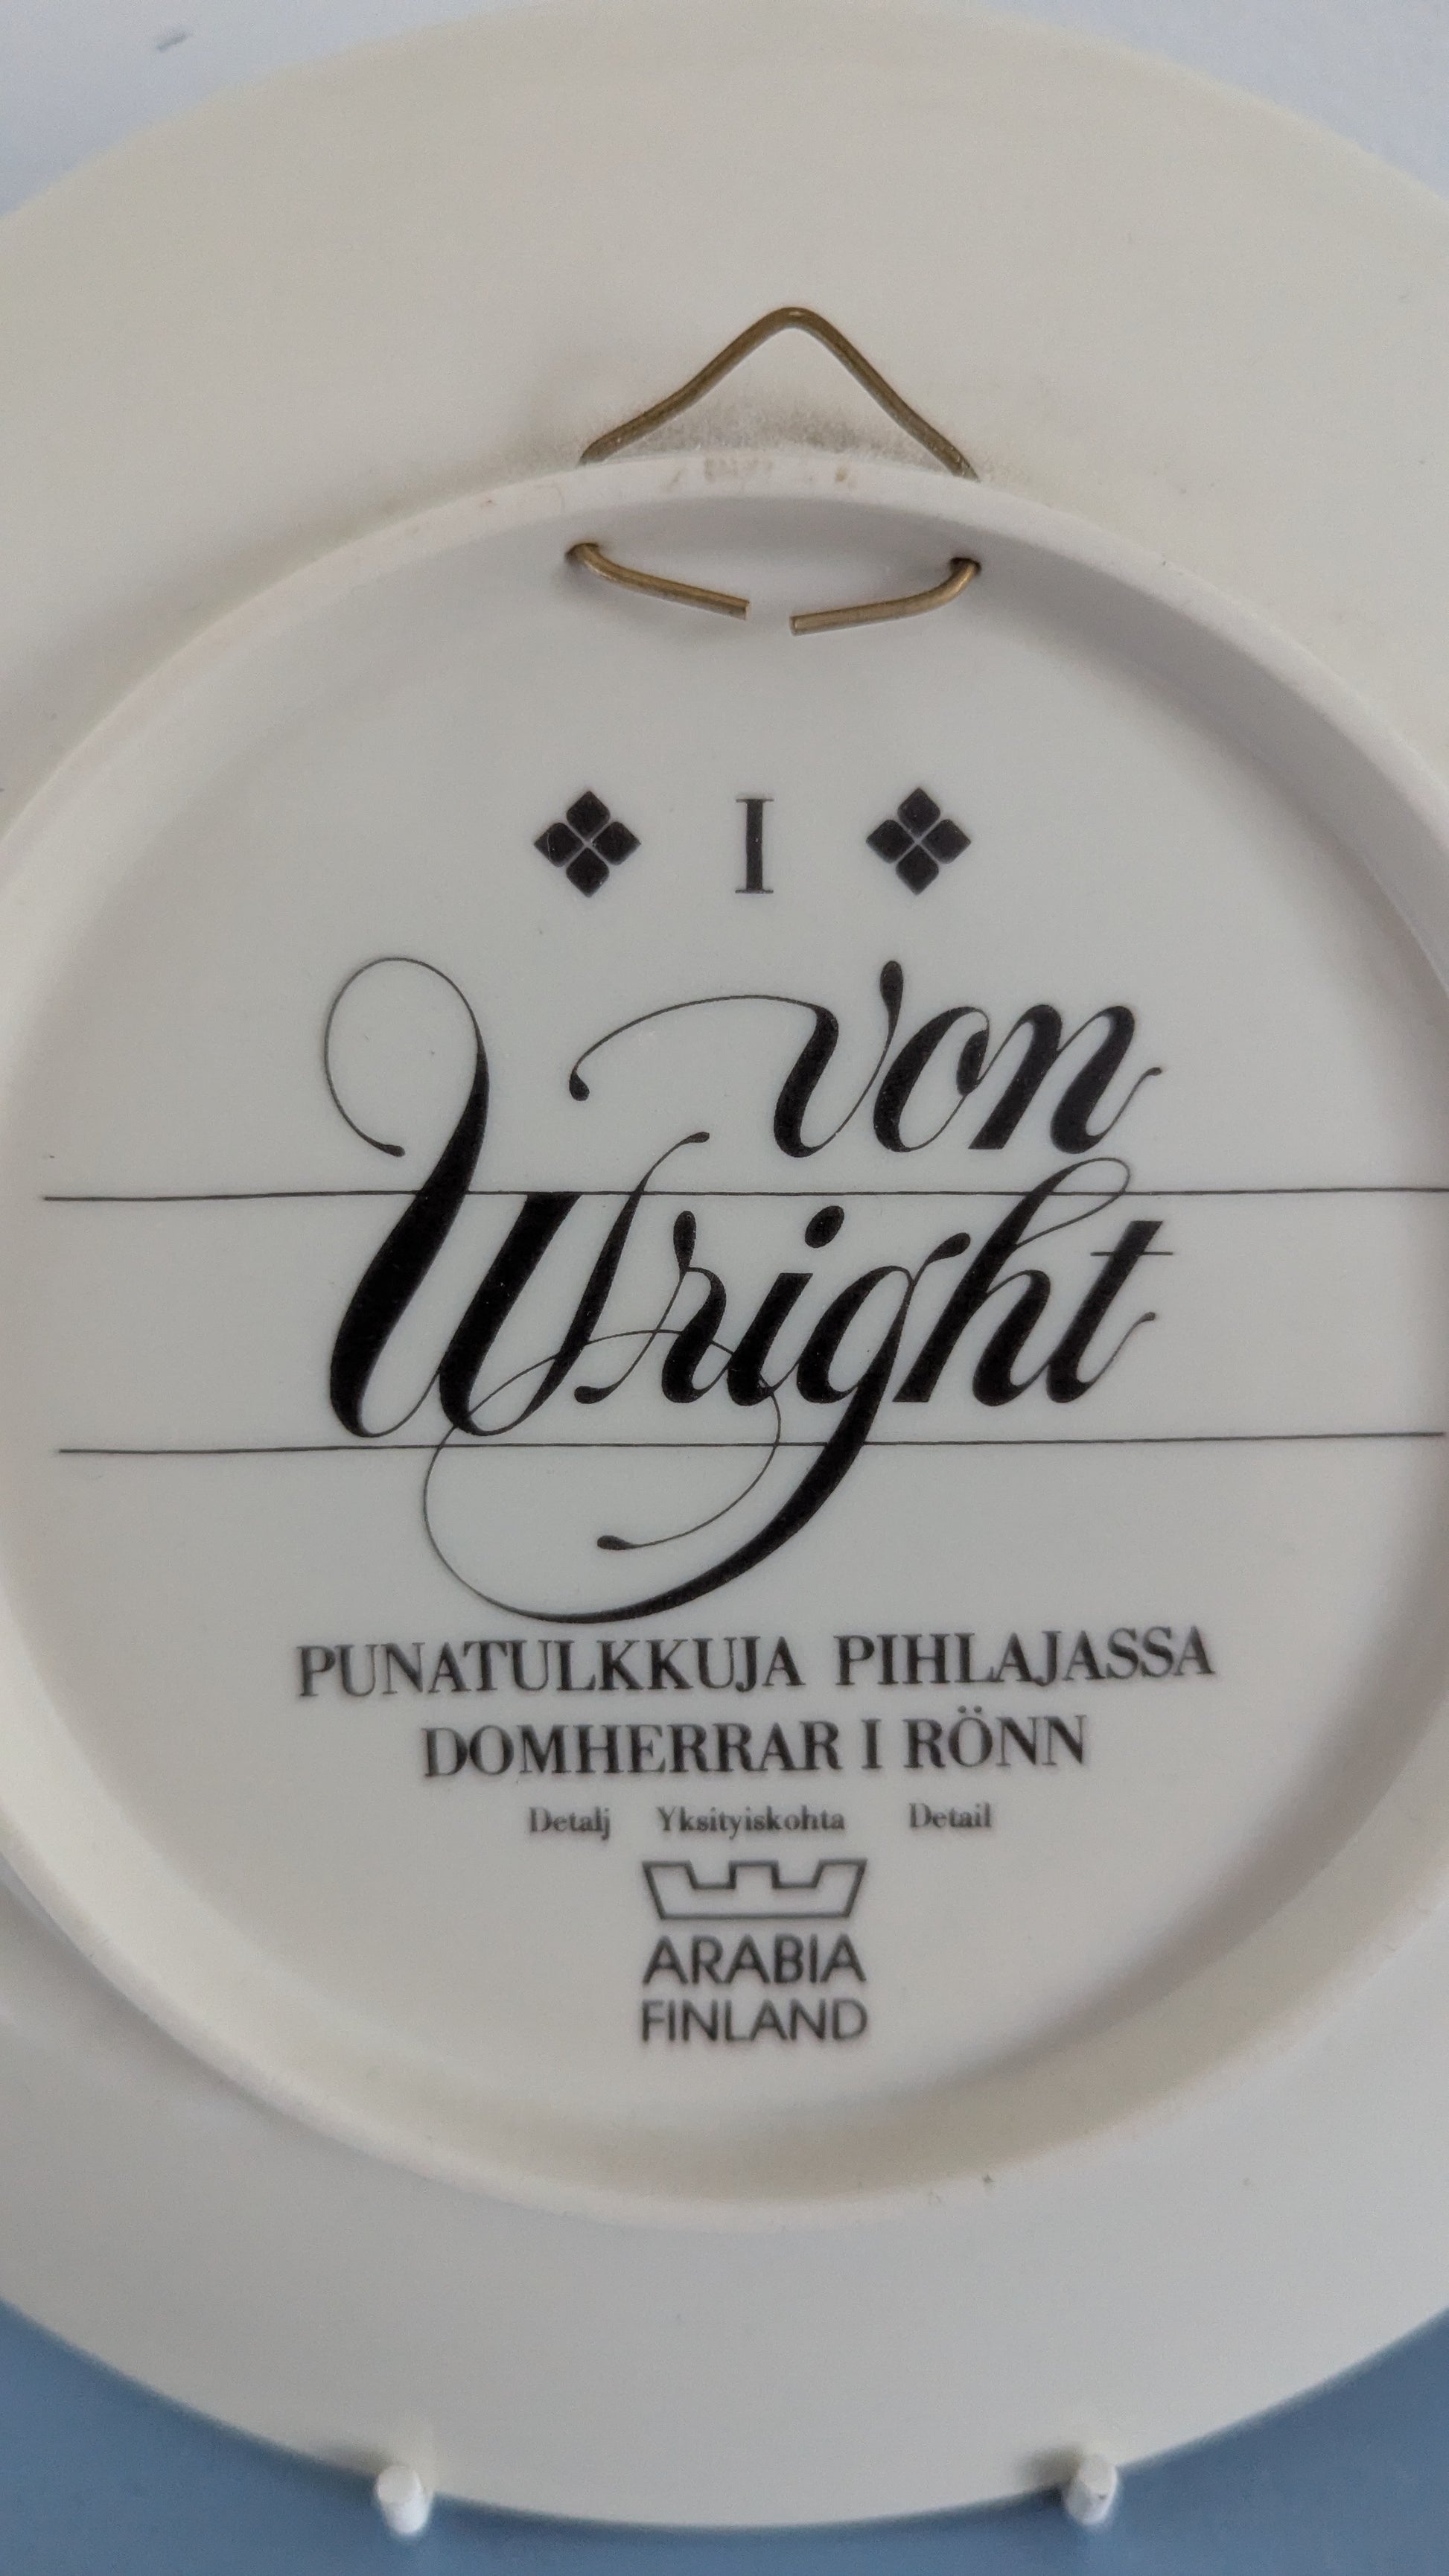 I
von
Wright
PUNATULKKUJA PIHLAJASSA
DOMHERRAR I RÖNN
Detalj Yksityiskohta Detail
ARABIA
FINLAND